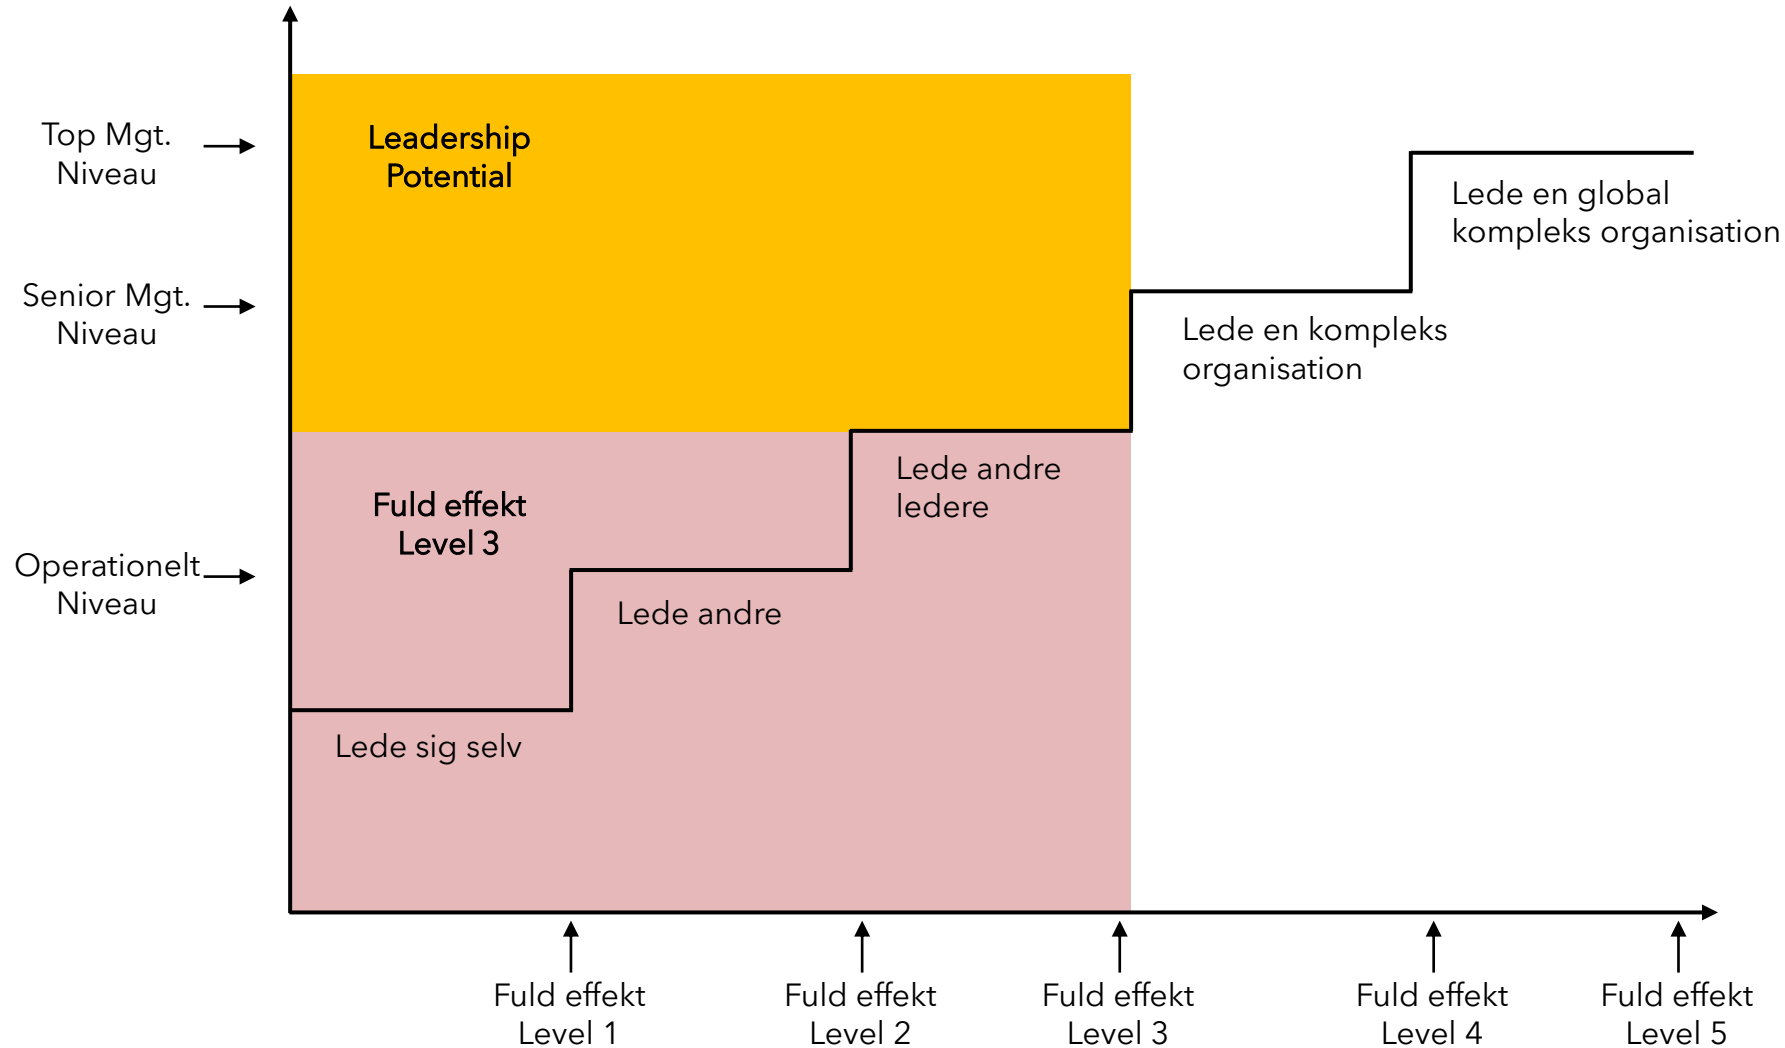 Top Mgt.
Niveau
Leadership
Potential
Lede en global
kompleks organisation
Senior Mgt.
Niveau
Lede en kompleks
organisation
Lede andre
ledere
Fuld effekt
Level 3
Operationelt
Niveau
Lede andre
Lede sig selv
Fuld effekt
Level 1
Fuld effekt
Level 2
Fuld effekt
Level 3
Fuld effekt
Level 4
Fuld effekt
Level 5